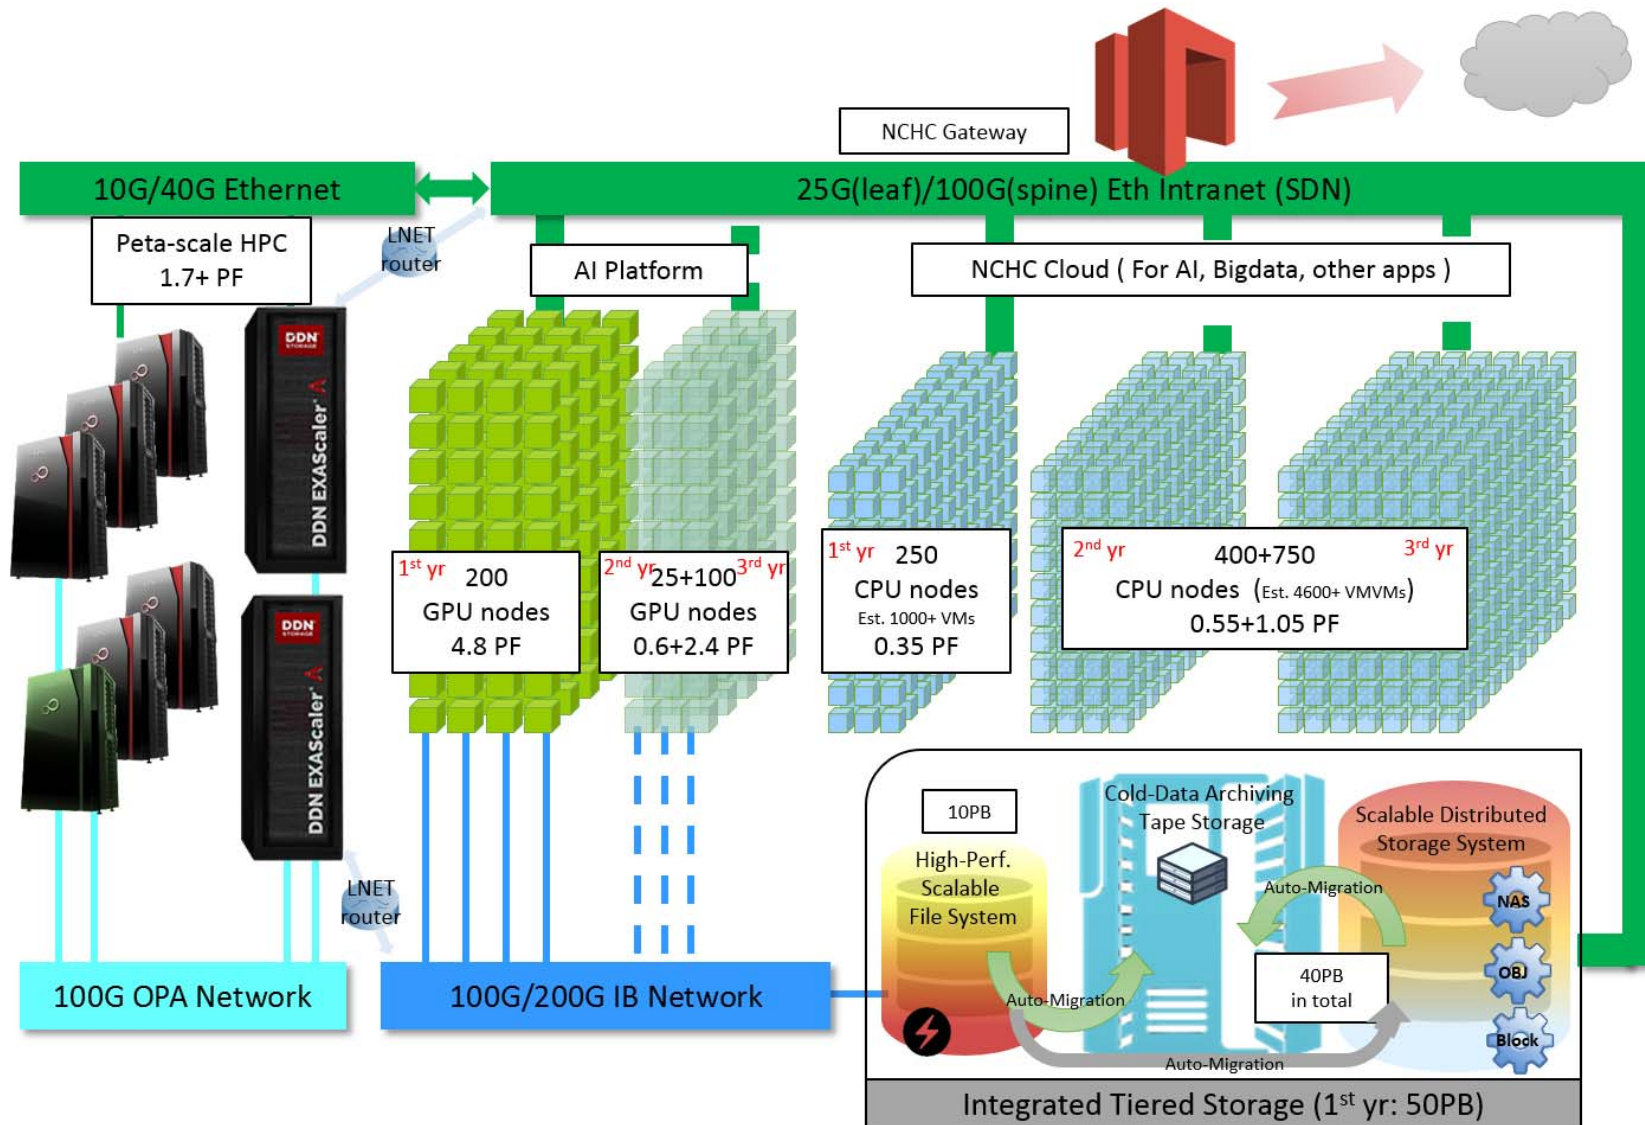 NCHC Gateway
10G/40G Ethernet
25G(leaf)/100G(spine) Eth Intranet (SDN)
Peta-scale HPC
1.7+ PF
LNET
router
AI Platform
NCHC Cloud ( For AI, Bigdata, other apps )
DDN
STORAGE
DDN EXAScaler
1st yr 200
GPU nodes
4.8 PF
2nd yr 25+100 3rd yr
GPU nodes
0.6+2.4 PF
1st yr 250
CPU nodes
Est. 1000+ VMs
0.35 PF
2nd yr 400+750 3rd yr
CPU nodes (Est. 4600+ VMVMs)
0.55+1.05 PF
DDN
STORAGE
DDN EXAScaler
LNET
router
100G OPA Network
100G/200G IB Network
10PB
High-Perf.
Scalable
File System
Cold-Data Archiving
Tape Storage
Scalable Distributed
Storage System
Auto-Migration
NAS
OBJ
Block
40PB
in total
Auto-Migration
Auto-Migration
Integrated Tiered Storage (1st yr: 50PB)